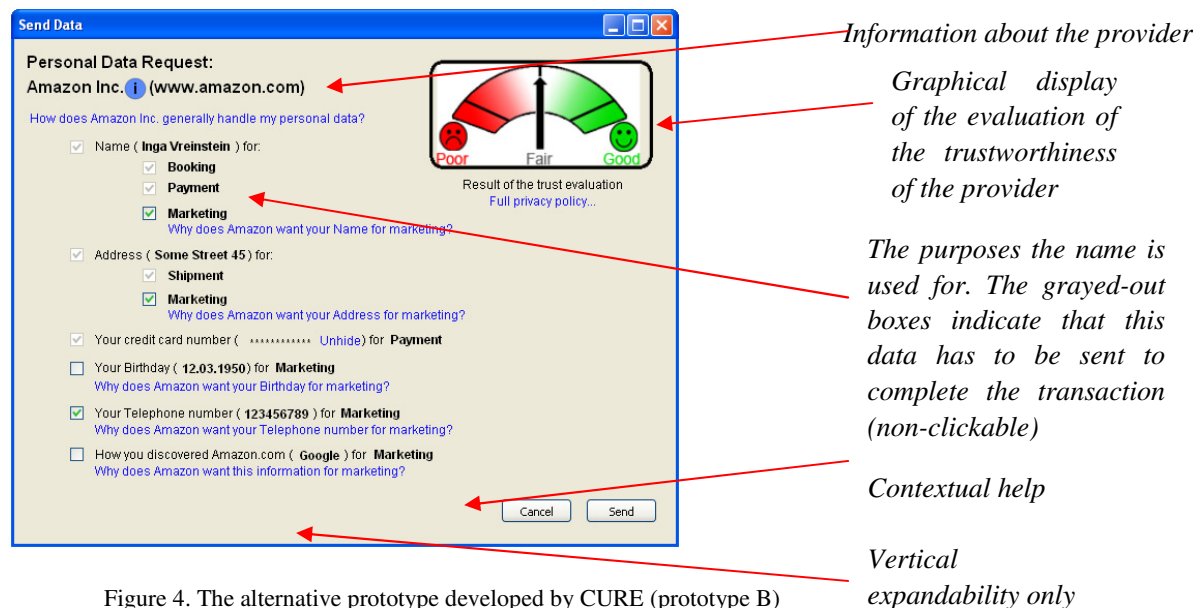 Send Data
Personal Data Request:
Amazon Inc. i (www.amazon.com)
How does Amazon Inc. generally handle my personal data?
Name ( Inga Vreinstein ) for:
Booking
Payment
Marketing
Why does Amazon want your Name for marketing?
Address ( Some Street 45 ) for:
Shipment
Marketing
Why does Amazon want your Address for marketing?
Your credit card number ( ************ Unhide) for Payment
Your Birthday ( 12.03.1950) for Marketing
Why does Amazon want your Birthday for marketing?
Your Telephone number ( 123456789 ) for Marketing
Why does Amazon want your Telephone number for marketing?
How you discovered Amazon.com ( Google ) for Marketing
Why does Amazon want this information for marketing?
Poor Fair Good
Result of the trust evaluation
Full privacy policy...
Cancel Send
Information about the provider
Graphical display
of the evaluation of
the trustworthiness
of the provider
The purposes the name is
used for. The grayed-out
boxes indicate that this
data has to be sent to
complete the transaction
(non-clickable)
Contextual help
Vertical
expandability only
Figure 4. The alternative prototype developed by CURE (prototype B)